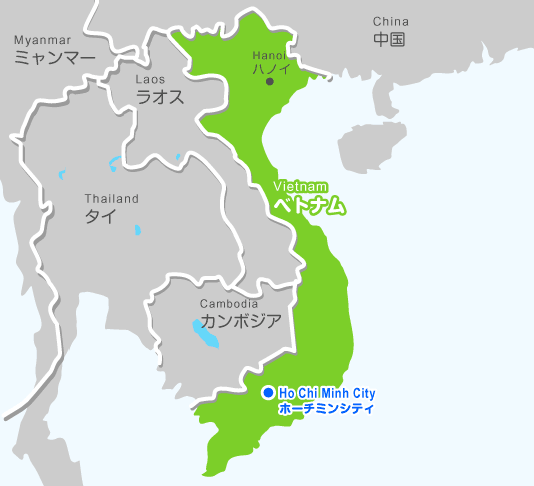 China
中国
Myanmar
ミャンマー
Hanoi
ハノイ
Laos
ラオス
Vietnam
ベトナム
Thailand
タイ
Cambodia
カンボジア
Ho Chi Minh City
ホーチミンシティ